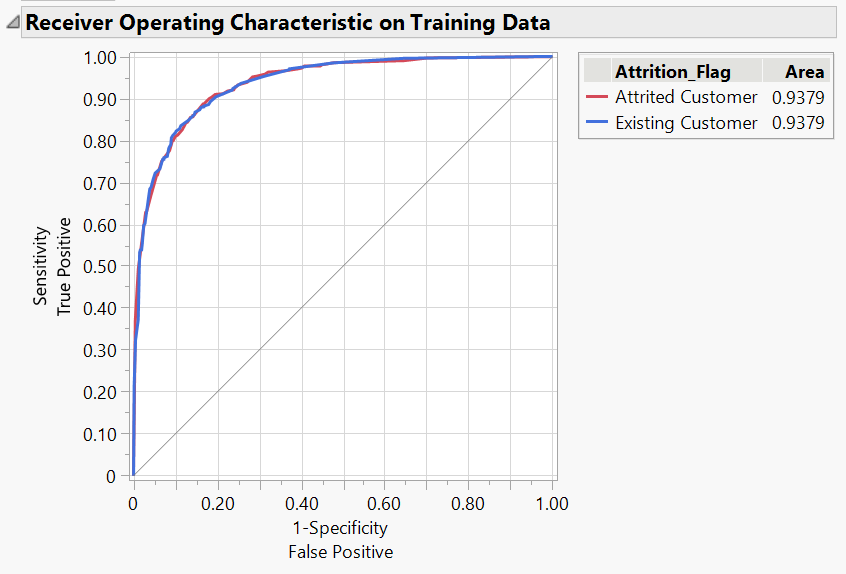 Receiver Operating Characteristic on Training Data
1.00
0.90
0.80
0.70
0.60
0.50
0.40
0.30
0.20
0.10
0
Sensitivity
True Positive
0 0.20 0.40 0.60 0.80 1.00
1-Specificity
False Positive
Attrition_Flag Area
Attrited Customer 0.9379
Existing Customer 0.9379